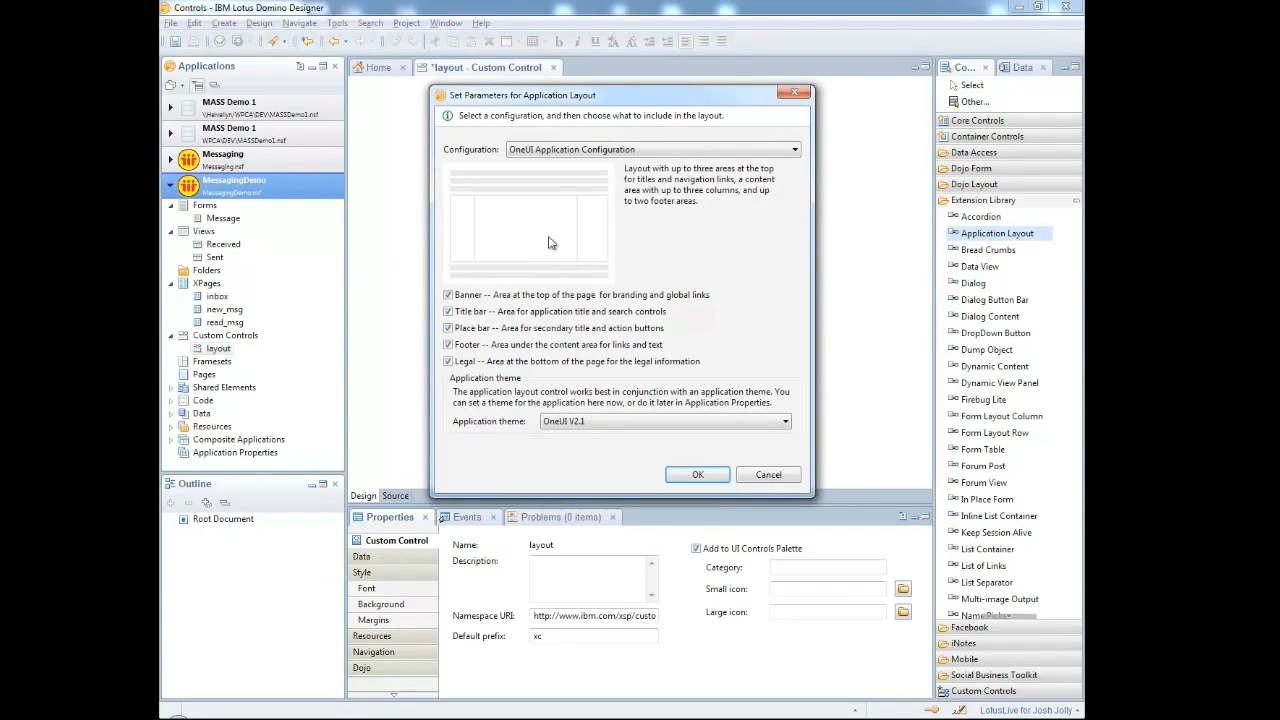 Controls - IBM Lotus Domino Designer
File Edit Create Design Navigate Tools Search Project Window Help
b i u
Applications
MASS Demo 1
\\Helvellyn/WPCA\DEV\MASSDemo1.nsf
MASS Demo 1
WPCA\DEV\MASSDemo1.nsf
Messaging
Messaging.nsf
MessagingDemo
MessagingDemo.nsf
Forms
Message
Views
Received
Sent
Folders
XPages
inbox
new_msg
read_msg
Custom Controls
layout
Framesets
Pages
Shared Elements
Code
Data
Resources
Composite Applications
Application Properties
Outline
Root Document
Home
*layout - Custom Control
Set Parameters for Application Layout
Select a configuration, and then choose what to include in the layout.
Configuration: OneUI Application Configuration
Layout with up to three areas at the top
for titles and navigation links, a content
area with up to three columns, and up
to two footer areas.
Banner -- Area at the top of the page for branding and global links
Title bar -- Area for application title and search controls
Place bar -- Area for secondary title and action buttons
Footer -- Area under the content area for links and text
Legal -- Area at the bottom of the page for the legal information
Application theme
The application layout control works best in conjunction with an application theme. You
can set a theme for the application here now, or do it later in Application Properties.
Application theme: OneUI V2.1
OK Cancel
Design Source
Properties Events Problems (0 items)
Custom Control
Data
Style
Font
Background
Margins
Resources
Navigation
Dojo
Name: layout
Description:
Namespace URI: http://www.ibm.com/xsp/custo
Default prefix: xc
Add to UI Controls Palette
Category:
Small icon:
Large icon:
Co... Data
Select
Other...
Core Controls
Container Controls
Data Access
Dojo Form
Dojo Layout
Extension Library
Accordion
Application Layout
Bread Crumbs
Data View
Dialog
Dialog Button Bar
Dialog Content
DropDown Button
Dump Object
Dynamic Content
Dynamic View Panel
Firebug Lite
Form Layout Column
Form Layout Row
Form Table
Forum Post
Forum View
In Place Form
Inline List Container
Keep Session Alive
List Container
List of Links
List Separator
Multi-image Output
Name Picker
Facebook
iNotes
Mobile
Social Business Toolkit
Custom Controls
LotusLive for Josh Jolly